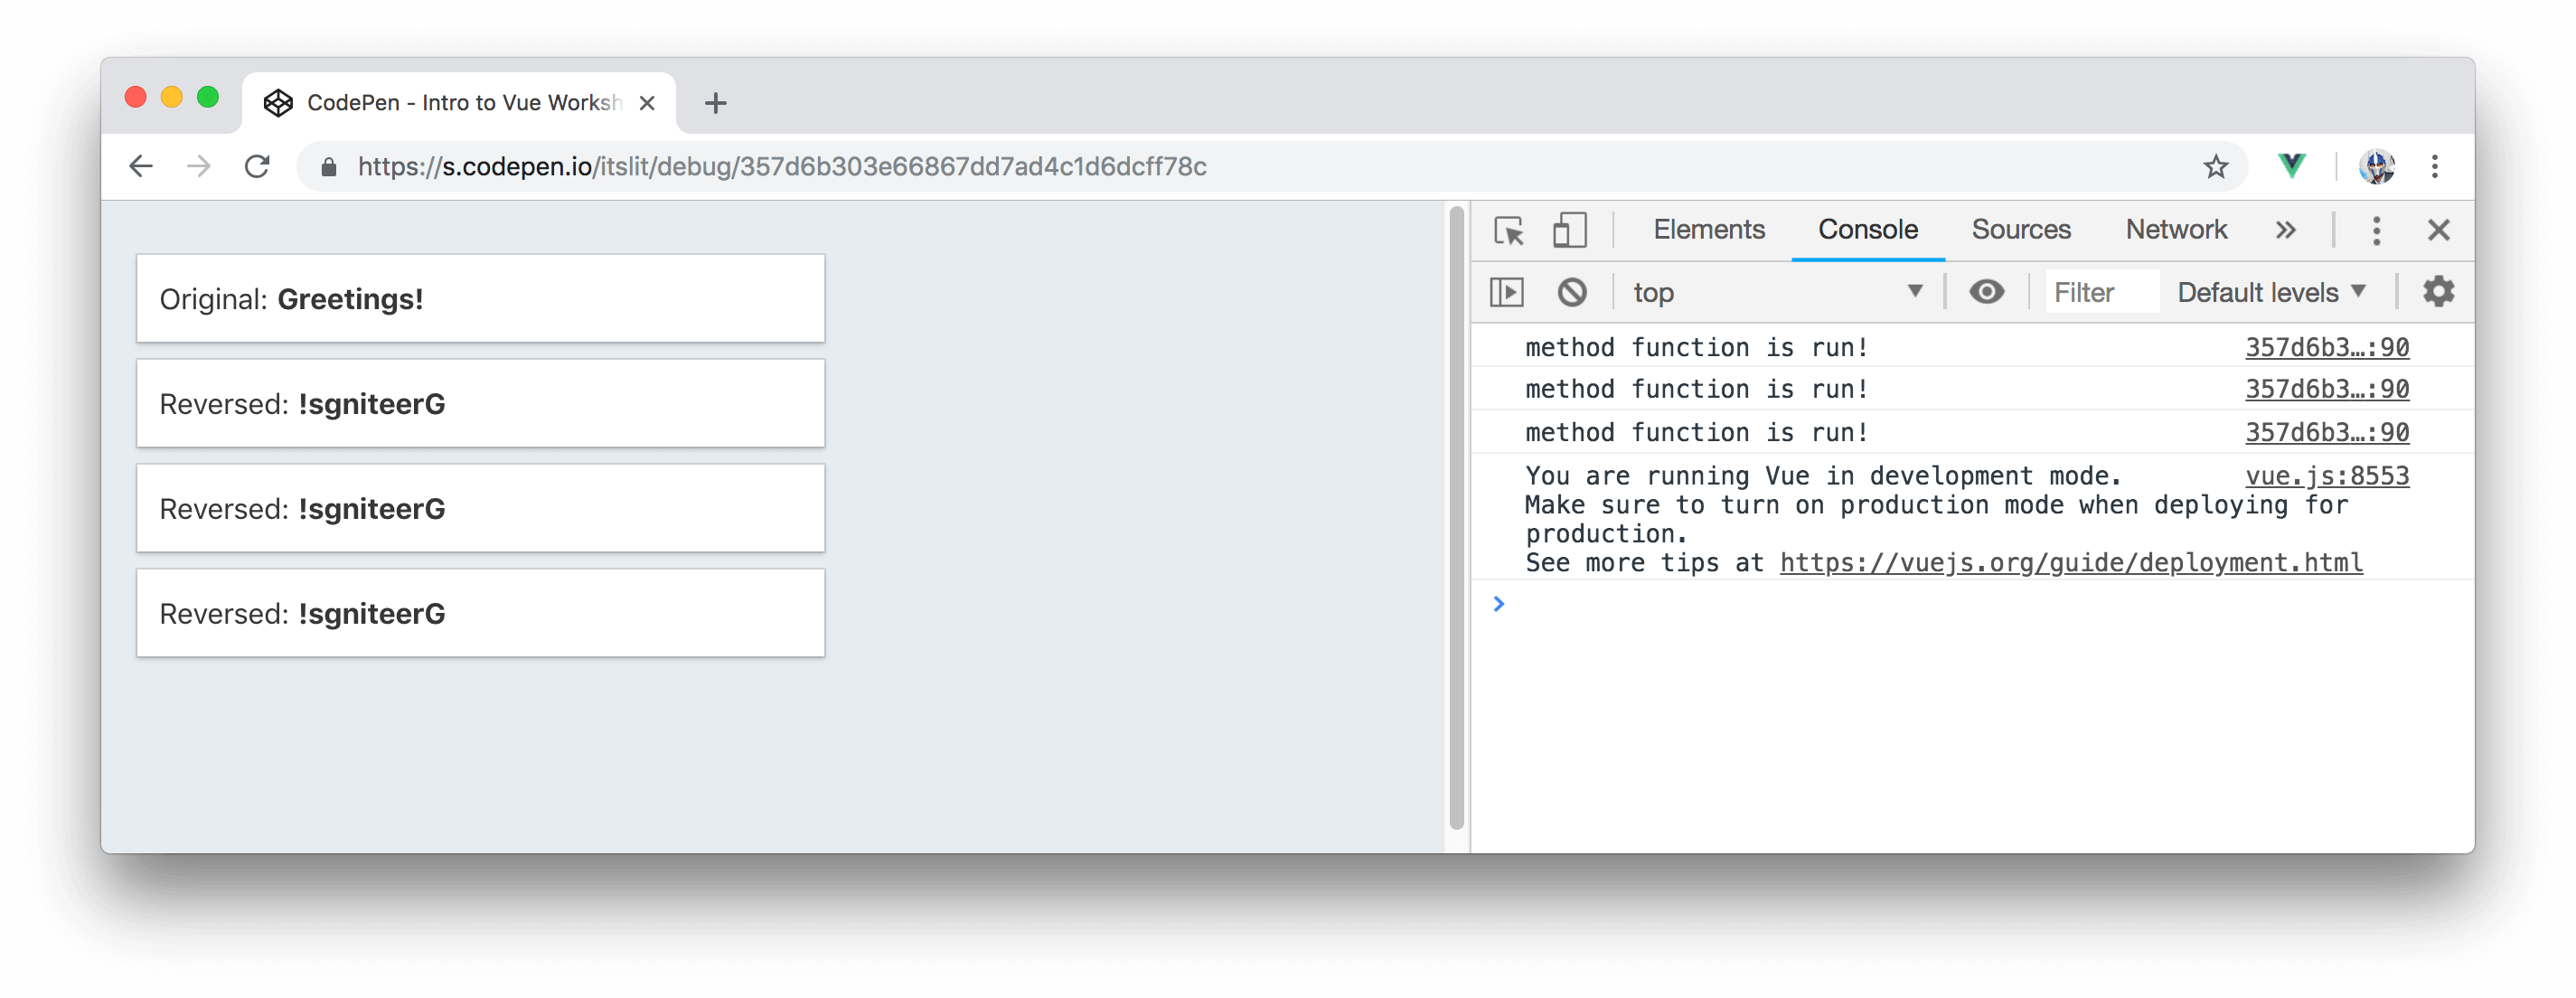 CodePen - Intro to Vue Worksh
https://s.codepen.io/itslit/debug/357d6b303e66867dd7ad4c1d6dcff78c
Original: Greetings!
Reversed: !sgniteerG
Reversed: !sgniteerG
Reversed: !sgniteerG
Elements Console Sources Network »
top Filter Default levels
method function is run! 357d6b3…:90
method function is run! 357d6b3…:90
method function is run! 357d6b3…:90
You are running Vue in development mode. vue.js:8553
Make sure to turn on production mode when deploying for
production.
See more tips at https://vuejs.org/guide/deployment.html